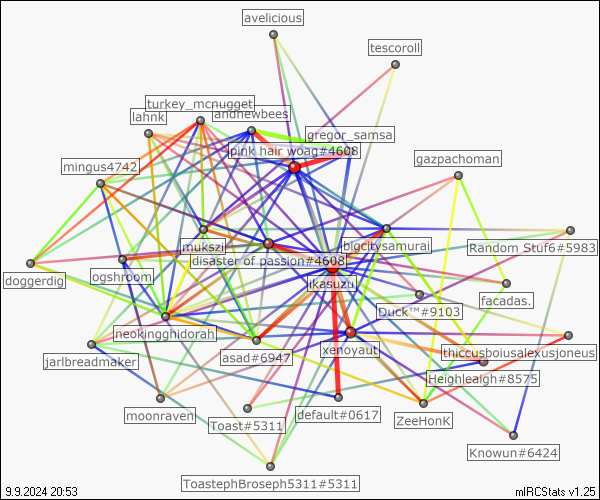 avelicious
tescoroll
turkey_mcnugget
lahnk
andhewbees
gregor_samsa
pink hair woag#4608
gazpachoman
mingus4742
mukszil
bigcitysamurai
Random Stuf6#5983
disaster of passion#4608
doggerdig
ogshroom
ikasuzu
facadas.
Duck™#9103
neokingghidorah
xenoyaut
thiccusboiusalexusjoneus
jarlbreadmaker
asad#6947
Heighleaigh#8575
moonraven
default#0617
Toast#5311
ZeeHonK
Knowun#6424
ToastephBroseph5311#5311
9.9.2024 20:53
mIRCStats v1.25